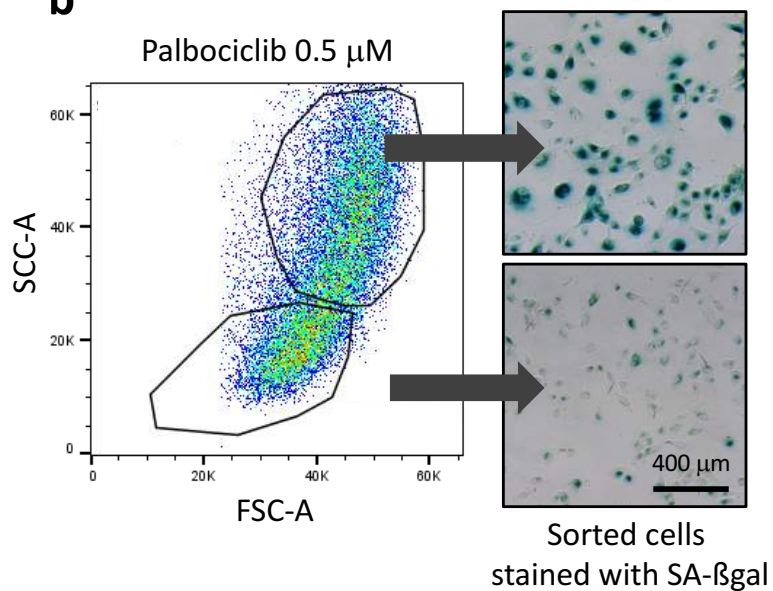 b
Palbociclib 0.5 µM
60K
40K
20K
0
SCC-A
0 20K 40K 60K
FSC-A
400 µm
Sorted cells
stained with SA-ßgal